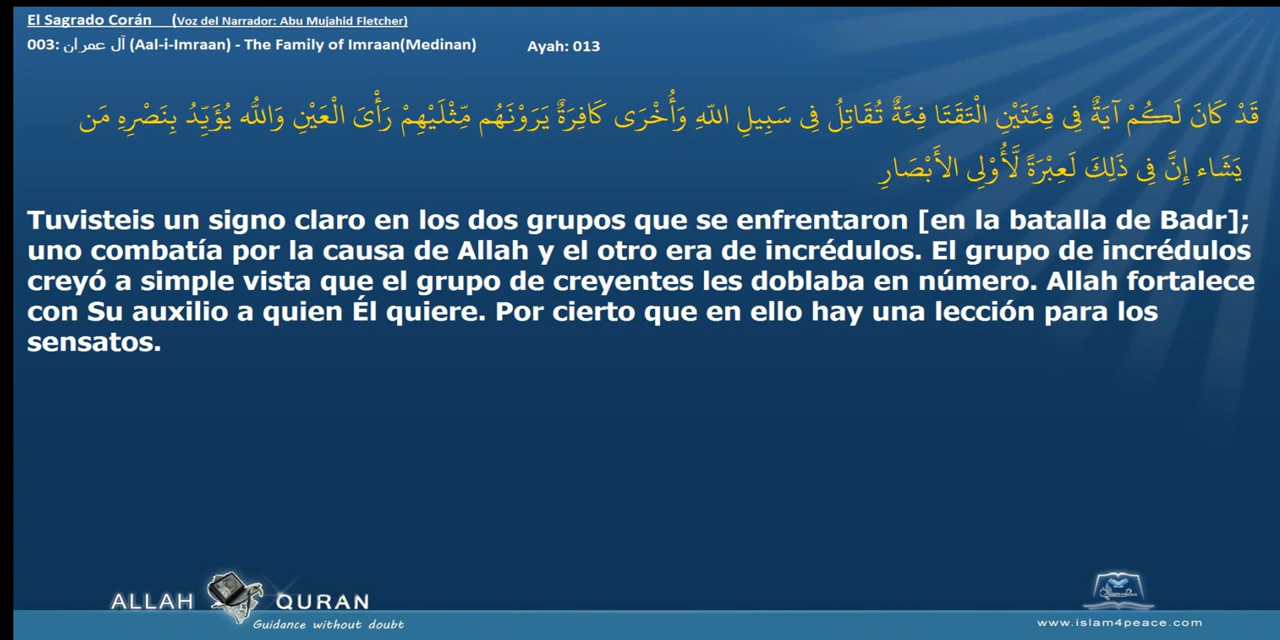 El Sagrado Corán (Voz del Narrador: Abu Mujahid Fletcher)
003: آل عمران (Aal-i-Imraan) - The Family of Imraan(Medinan) Ayah: 013
قَدْ كَانَ لَكُمْ آيَةٌ فِي فِئَتَيْنِ الْتَقَتَا فِئَةٌ تُقَاتِلُ فِي سَبِيلِ اللّهِ وَأُخْرَى كَافِرَةٌ يَرَوْنَهُم مِّثْلَيْهِمْ رَأْيَ الْعَيْنِ وَاللّه يُؤَيِّدُ بِنَصْرِهِ مَن
يَشَاء إِنَّ فِي ذَلِكَ لَعِبْرَةً لَّأُوْلِي الأَبْصَارِ
Tuvisteis un signo claro en los dos grupos que se enfrentaron [en la batalla de Badr];
uno combatía por la causa de Allah y el otro era de incrédulos. El grupo de incrédulos
creyó a simple vista que el grupo de creyentes les doblaba en número. Allah fortalece
con Su auxilio a quien Él quiere. Por cierto que en ello hay una lección para los
sensatos.
ALLAH QURAN
Guidance without doubt
www.islam4peace.com